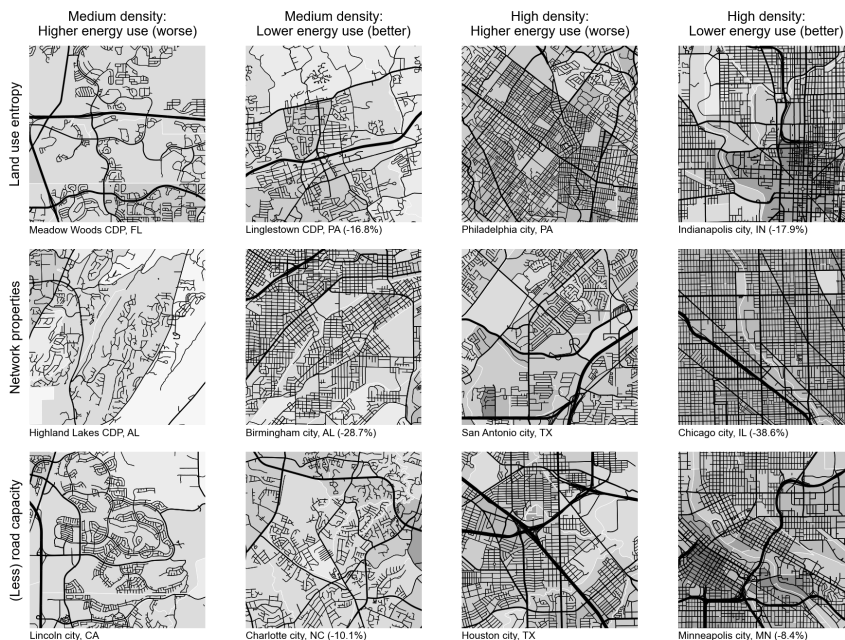 Medium density:
Higher energy use (worse)
Medium density:
Lower energy use (better)
High density:
Higher energy use (worse)
High density:
Lower energy use (better)
Land use entropy
Meadow Woods CDP, FL
Linglestown CDP, PA (-16.8%)
Philadelphia city, PA
Indianapolis city, IN (-17.9%)
Network properties
Highland Lakes CDP, AL
Birmingham city, AL (-28.7%)
San Antonio city, TX
Chicago city, IL (-38.6%)
(Less) road capacity
Lincoln city, CA
Charlotte city, NC (-10.1%)
Houston city, TX
Minneapolis city, MN (-8.4%)